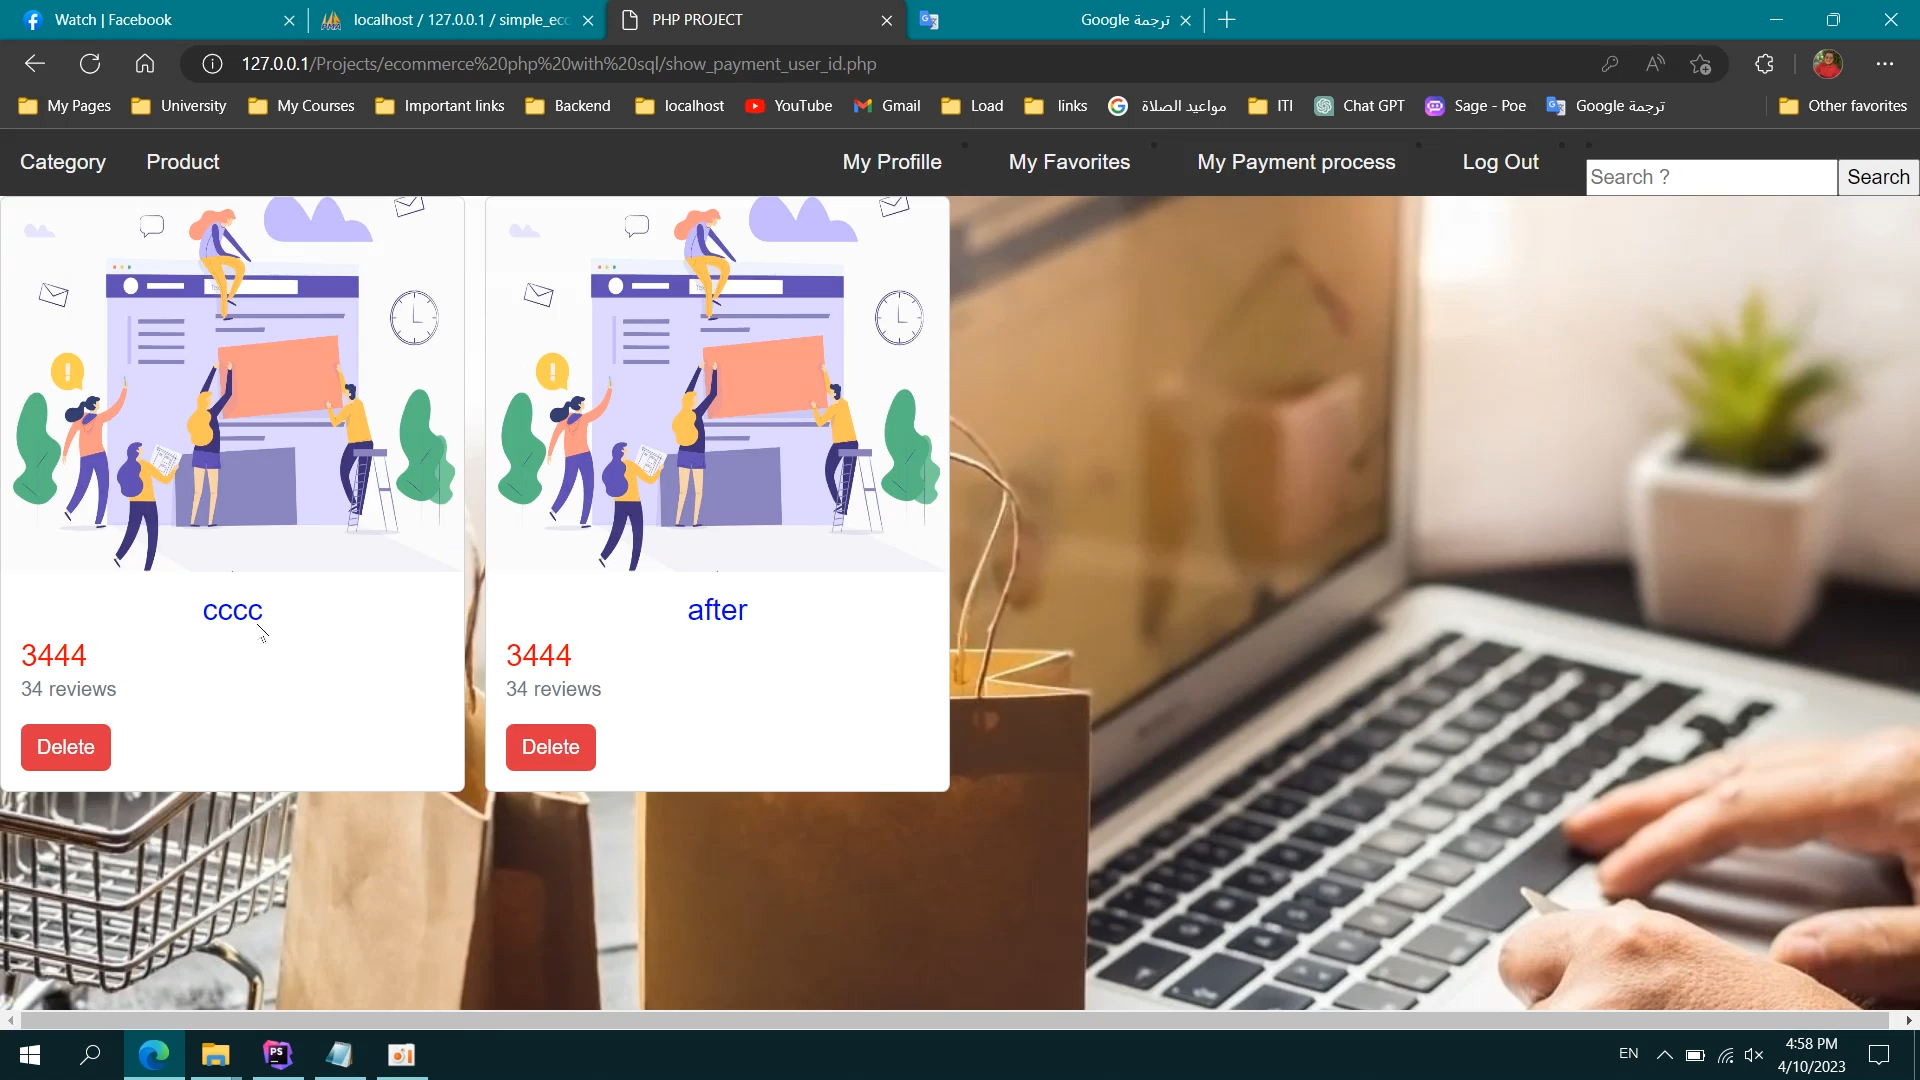 Watch | Facebook
localhost / 127.0.0.1 / simple_ecc
PHP PROJECT
ترجمة Google
127.0.0.1/Projects/ecommerce%20php%20with%20sql/show_payment_user_id.php
My Pages
University
My Courses
Important links
Backend
localhost
YouTube
Gmail
Load
links
مواعيد الصلاة
ITI
Chat GPT
Sage - Poe
ترجمة Google
Other favorites
Category
Product
My Profille
My Favorites
My Payment process
Log Out
Search ?
Search
cccc
3444
34 reviews
Delete
after
3444
34 reviews
Delete
EN
4:58 PM
4/10/2023